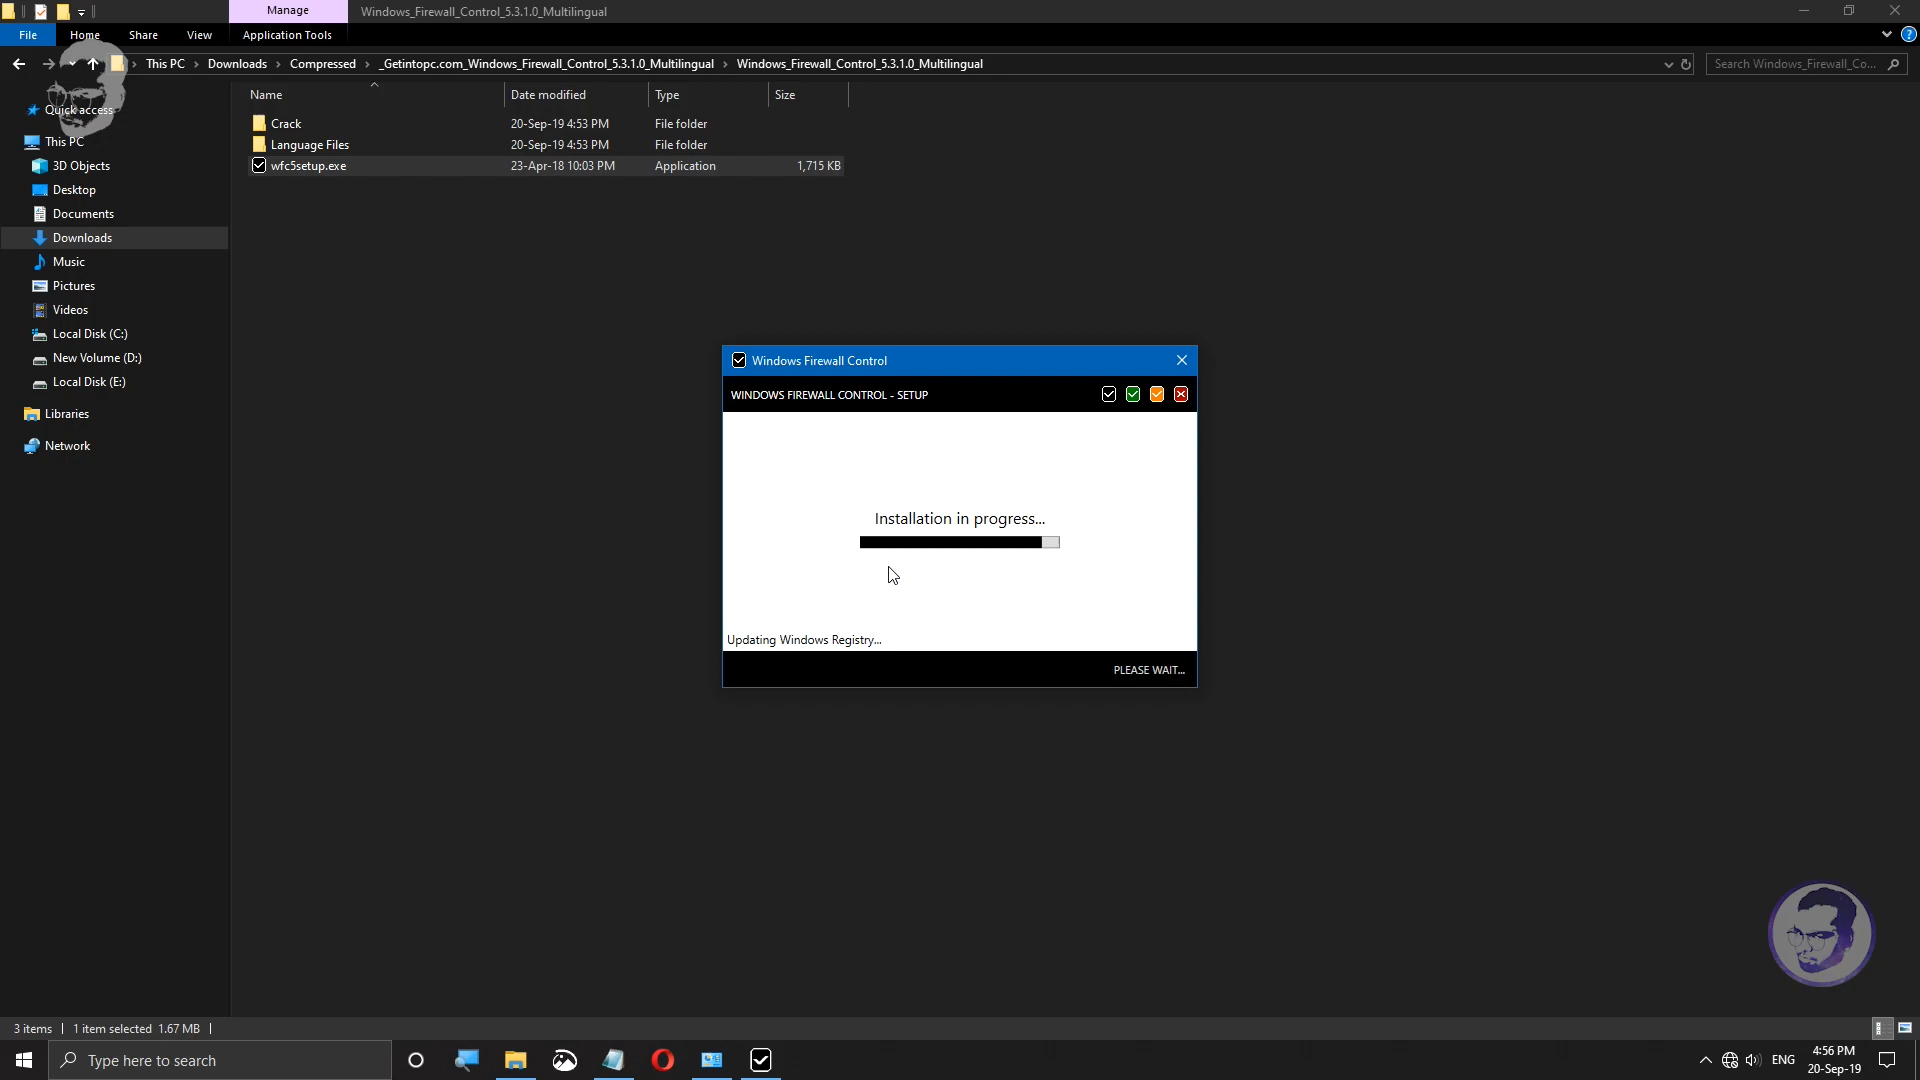 Manage
Windows_Firewall_Control_5.3.1.0_Multilingual
File
Home
Share
View
Application Tools
This PC
Downloads
Compressed
_Getintopc.com_Windows_Firewall_Control_5.3.1.0_Multilingual
Windows_Firewall_Control_5.3.1.0_Multilingual
Search Windows_Firewall_Co...
Name
Date modified
Type
Size
Quick access
This PC
3D Objects
Desktop
Documents
Downloads
Music
Pictures
Videos
Local Disk (C:)
New Volume (D:)
Local Disk (E:)
Libraries
Network
Crack 20-Sep-19 4:53 PM File folder
Language Files 20-Sep-19 4:53 PM File folder
wfc5setup.exe 23-Apr-18 10:03 PM Application 1,715 KB
Windows Firewall Control
WINDOWS FIREWALL CONTROL - SETUP
Installation in progress...
Updating Windows Registry...
PLEASE WAIT...
3 items
1 item selected 1.67 MB
Type here to search
ENG
4:56 PM
20-Sep-19